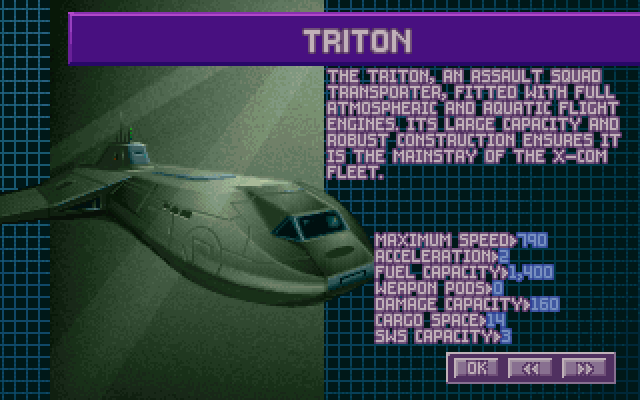 TRITON
THE TRITON, AN ASSAULT SQUAD
TRANSPORTER, FITTED WITH FULL
ATMOSPHERIC AND AQUATIC FLIGHT
ENGINES. ITS LARGE CAPACITY AND
ROBUST CONSTRUCTION ENSURES IT
IS THE MAINSTAY OF THE X-COM
FLEET.
MAXIMUM SPEED▸790
ACCELERATION▸2
FUEL CAPACITY▸1,400
WEAPON PODS▸0
DAMAGE CAPACITY▸160
CARGO SPACE▸14
SWS CAPACITY▸3
OK